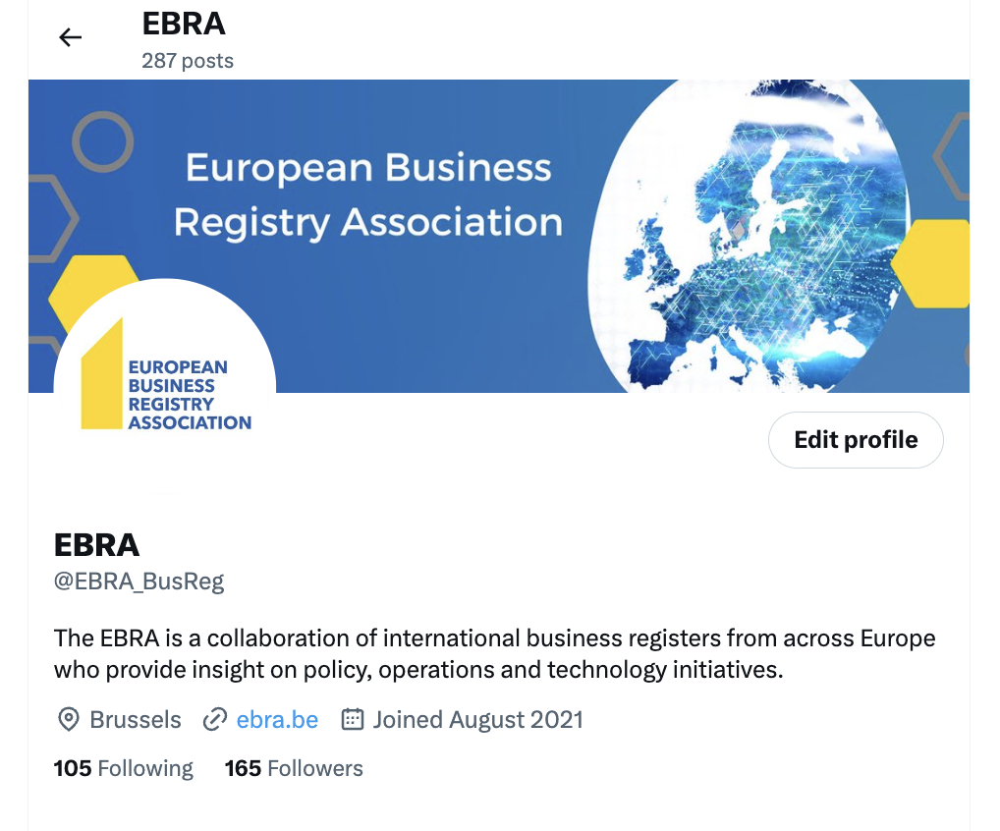 EBRA
287 posts
European Business
Registry Association
EUROPEAN
BUSINESS
REGISTRY
ASSOCIATION
Edit profile
EBRA
@EBRA_BusReg
The EBRA is a collaboration of international business registers from across Europe
who provide insight on policy, operations and technology initiatives.
Brussels ebra.be Joined August 2021
105 Following 165 Followers